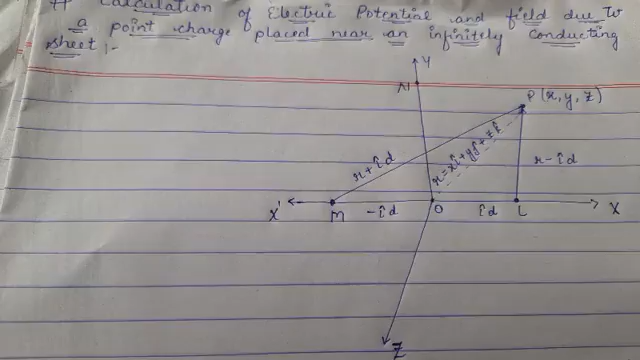 # Calculation of Electric Potential and field due to
a point charge placed near an infinitely conducting
sheet :-
Y
N
P(x, y, z)
r+îd
r=xî+yĵ+zk̂
r-îd
X'
M
-îd
O
îd
L
X
Z